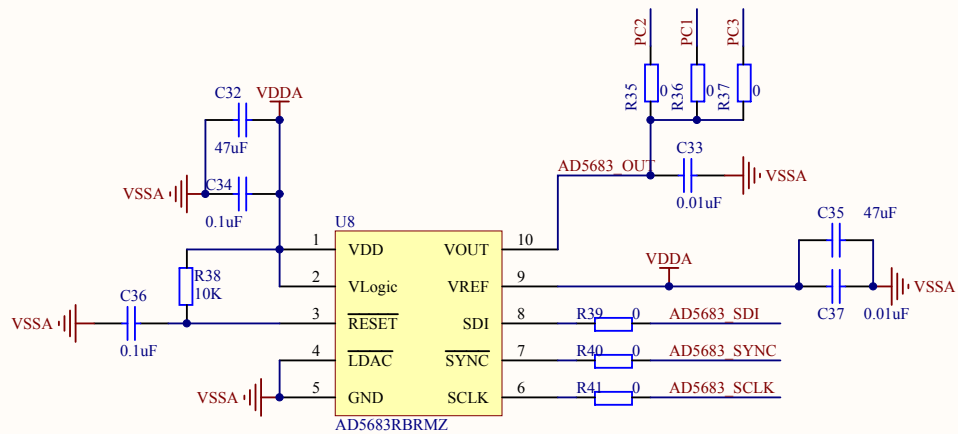 PC2
PC1
PC3
R35
0
R36
0
R37
0
C32
VDDA
47uF
VSSA
C34
0.1uF
AD5683_OUT
C33
0.01uF
VSSA
U8
1
VDD
VOUT
10
2
VLogic
VREF
9
3
RESET
SDI
8
4
LDAC
SYNC
7
5
GND
SCLK
6
AD5683RBRMZ
R38
10K
C36
VSSA
0.1uF
VSSA
VDDA
C35
47uF
C37
VSSA
0.01uF
R39
0
AD5683_SDI
R40
0
AD5683_SYNC
R41
0
AD5683_SCLK